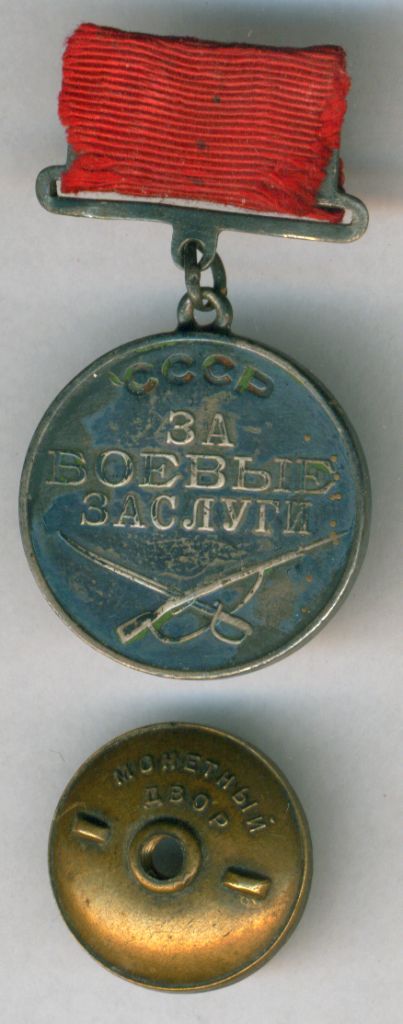 СССР
ЗА
БОЕВЫЕ
ЗАСЛУГИ
МОНЕТНЫЙ
ДВОР